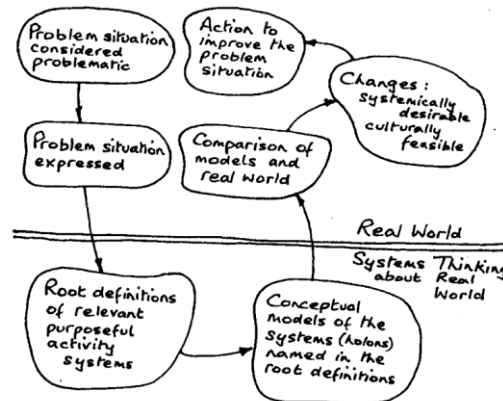 Problem situation
considered
problematic
Problem situation
expressed
Root definitions
of relevant
purposeful
activity
systems
Conceptual
models of the
systems (holons)
named in the
root definitions
Comparison of
models and
real world
Changes:
systemically
desirable
culturally
feasible
Action to
improve the
problem
situation
Real World
Systems Thinking
about Real
World